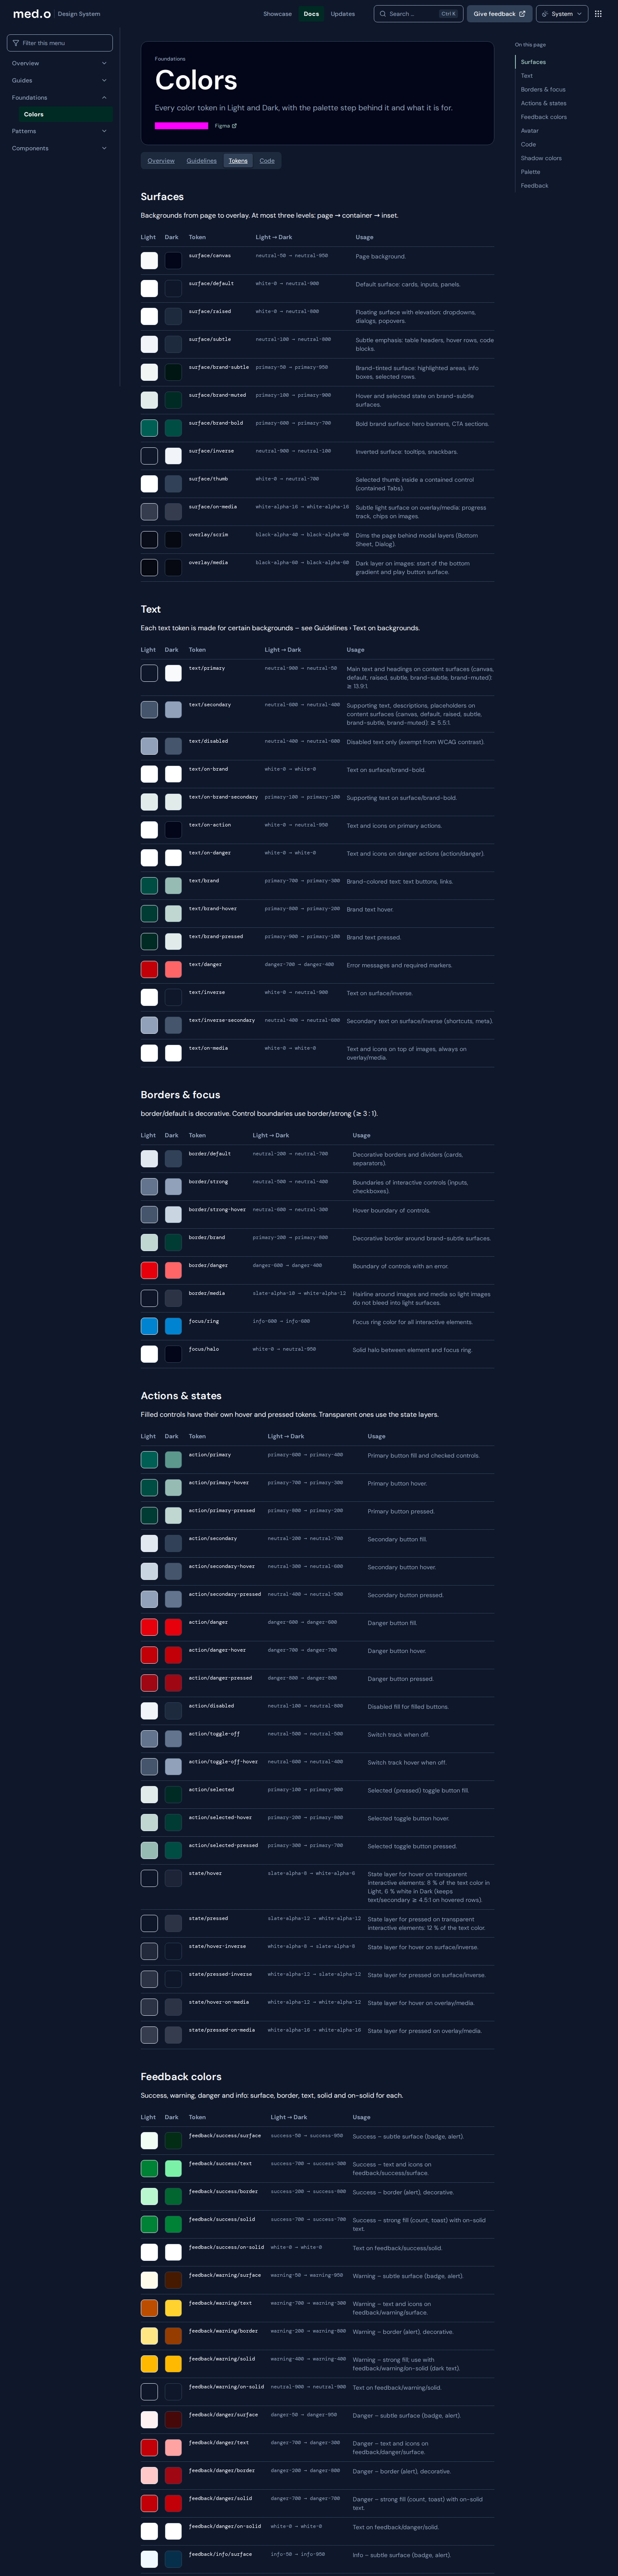 med.o Design System
Showcase Docs Updates
Search ... Ctrl K
Give feedback
System
Filter this menu
Overview
Guides
Foundations
Colors
Patterns
Components
Foundations
Colors
Every color token in Light and Dark, with the palette step behind it and what it is for.
Figma
Overview Guidelines Tokens Code
On this page
Surfaces
Text
Borders & focus
Actions & states
Feedback colors
Avatar
Code
Shadow colors
Palette
Feedback
Surfaces
Backgrounds from page to overlay. At most three levels: page → container → inset.
Light Dark Token Light → Dark Usage
surface/canvas neutral-50 → neutral-950 Page background.
surface/default white-0 → neutral-900 Default surface: cards, inputs, panels.
surface/raised white-0 → neutral-800 Floating surface with elevation: dropdowns,
dialogs, popovers.
surface/subtle neutral-100 → neutral-800 Subtle emphasis: table headers, hover rows, code
blocks.
surface/brand-subtle primary-50 → primary-950 Brand-tinted surface: highlighted areas, info
boxes, selected rows.
surface/brand-muted primary-100 → primary-900 Hover and selected state on brand-subtle
surfaces.
surface/brand-bold primary-600 → primary-700 Bold brand surface: hero banners, CTA sections.
surface/inverse neutral-900 → neutral-100 Inverted surface: tooltips, snackbars.
surface/thumb white-0 → neutral-700 Selected thumb inside a contained control
(contained Tabs).
surface/on-media white-alpha-16 → white-alpha-16 Subtle light surface on overlay/media: progress
track, chips on images.
overlay/scrim black-alpha-40 → black-alpha-60 Dims the page behind modal layers (Bottom
Sheet, Dialog).
overlay/media black-alpha-60 → black-alpha-60 Dark layer on images: start of the bottom
gradient and play button surface.
Text
Each text token is made for certain backgrounds – see Guidelines › Text on backgrounds.
Light Dark Token Light → Dark Usage
text/primary neutral-900 → neutral-50 Main text and headings on content surfaces (canvas,
default, raised, subtle, brand-subtle, brand-muted):
≥ 13.9:1.
text/secondary neutral-600 → neutral-400 Supporting text, descriptions, placeholders on
content surfaces (canvas, default, raised, subtle,
brand-subtle, brand-muted): ≥ 5.5:1.
text/disabled neutral-400 → neutral-600 Disabled text only (exempt from WCAG contrast).
text/on-brand white-0 → white-0 Text on surface/brand-bold.
text/on-brand-secondary primary-100 → primary-100 Supporting text on surface/brand-bold.
text/on-action white-0 → neutral-950 Text and icons on primary actions.
text/on-danger white-0 → white-0 Text and icons on danger actions (action/danger).
text/brand primary-700 → primary-300 Brand-colored text: text buttons, links.
text/brand-hover primary-800 → primary-200 Brand text hover.
text/brand-pressed primary-900 → primary-100 Brand text pressed.
text/danger danger-700 → danger-400 Error messages and required markers.
text/inverse white-0 → neutral-900 Text on surface/inverse.
text/inverse-secondary neutral-400 → neutral-600 Secondary text on surface/inverse (shortcuts, meta).
text/on-media white-0 → white-0 Text and icons on top of images, always on
overlay/media.
Borders & focus
border/default is decorative. Control boundaries use border/strong (≥ 3:1).
Light Dark Token Light → Dark Usage
border/default neutral-200 → neutral-700 Decorative borders and dividers (cards,
separators).
border/strong neutral-500 → neutral-400 Boundaries of interactive controls (inputs,
checkboxes).
border/strong-hover neutral-600 → neutral-300 Hover boundary of controls.
border/brand primary-200 → primary-800 Decorative border around brand-subtle surfaces.
border/danger danger-600 → danger-400 Boundary of controls with an error.
border/media slate-alpha-10 → white-alpha-12 Hairline around images and media so light images
do not bleed into light surfaces.
focus/ring info-600 → info-600 Focus ring color for all interactive elements.
focus/halo white-0 → neutral-950 Solid halo between element and focus ring.
Actions & states
Filled controls have their own hover and pressed tokens. Transparent ones use the state layers.
Light Dark Token Light → Dark Usage
action/primary primary-600 → primary-400 Primary button fill and checked controls.
action/primary-hover primary-700 → primary-300 Primary button hover.
action/primary-pressed primary-800 → primary-200 Primary button pressed.
action/secondary neutral-200 → neutral-700 Secondary button fill.
action/secondary-hover neutral-300 → neutral-600 Secondary button hover.
action/secondary-pressed neutral-400 → neutral-500 Secondary button pressed.
action/danger danger-600 → danger-600 Danger button fill.
action/danger-hover danger-700 → danger-700 Danger button hover.
action/danger-pressed danger-800 → danger-800 Danger button pressed.
action/disabled neutral-100 → neutral-800 Disabled fill for filled buttons.
action/toggle-off neutral-500 → neutral-500 Switch track when off.
action/toggle-off-hover neutral-600 → neutral-400 Switch track hover when off.
action/selected primary-100 → primary-900 Selected (pressed) toggle button fill.
action/selected-hover primary-200 → primary-800 Selected toggle button hover.
action/selected-pressed primary-300 → primary-700 Selected toggle button pressed.
state/hover slate-alpha-8 → white-alpha-6 State layer for hover on transparent
interactive elements: 8 % of the text color in
Light, 6 % white in Dark (keeps
text/secondary ≥ 4.5:1 on hovered rows).
state/pressed slate-alpha-12 → white-alpha-12 State layer for pressed on transparent
interactive elements: 12 % of the text color.
state/hover-inverse white-alpha-8 → slate-alpha-8 State layer for hover on surface/inverse.
state/pressed-inverse white-alpha-12 → slate-alpha-12 State layer for pressed on surface/inverse.
state/hover-on-media white-alpha-12 → white-alpha-12 State layer for hover on overlay/media.
state/pressed-on-media white-alpha-16 → white-alpha-16 State layer for pressed on overlay/media.
Feedback colors
Success, warning, danger and info: surface, border, text, solid and on-solid for each.
Light Dark Token Light → Dark Usage
feedback/success/surface success-50 → success-950 Success – subtle surface (badge, alert).
feedback/success/text success-700 → success-300 Success – text and icons on
feedback/success/surface.
feedback/success/border success-200 → success-800 Success – border (alert), decorative.
feedback/success/solid success-700 → success-700 Success – strong fill (count, toast) with on-solid
text.
feedback/success/on-solid white-0 → white-0 Text on feedback/success/solid.
feedback/warning/surface warning-50 → warning-950 Warning – subtle surface (badge, alert).
feedback/warning/text warning-700 → warning-300 Warning – text and icons on
feedback/warning/surface.
feedback/warning/border warning-200 → warning-800 Warning – border (alert), decorative.
feedback/warning/solid warning-400 → warning-400 Warning – strong fill; use with
feedback/warning/on-solid (dark text).
feedback/warning/on-solid neutral-900 → neutral-900 Text on feedback/warning/solid.
feedback/danger/surface danger-50 → danger-950 Danger – subtle surface (badge, alert).
feedback/danger/text danger-700 → danger-300 Danger – text and icons on
feedback/danger/surface.
feedback/danger/border danger-200 → danger-800 Danger – border (alert), decorative.
feedback/danger/solid danger-700 → danger-700 Danger – strong fill (count, toast) with on-solid
text.
feedback/danger/on-solid white-0 → white-0 Text on feedback/danger/solid.
feedback/info/surface info-50 → info-950 Info – subtle surface (badge, alert).